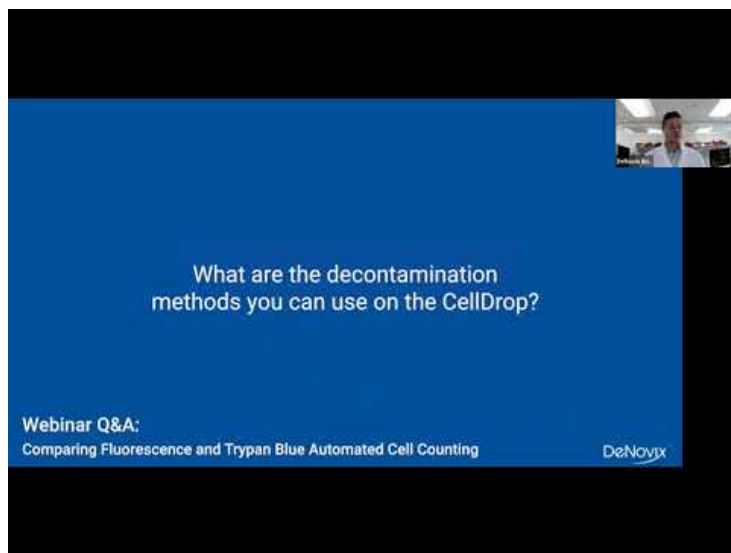 What are the decontamination
methods you can use on the CellDrop?
Webinar Q&A:
Comparing Fluorescence and Trypan Blue Automated Cell Counting
DeNovix